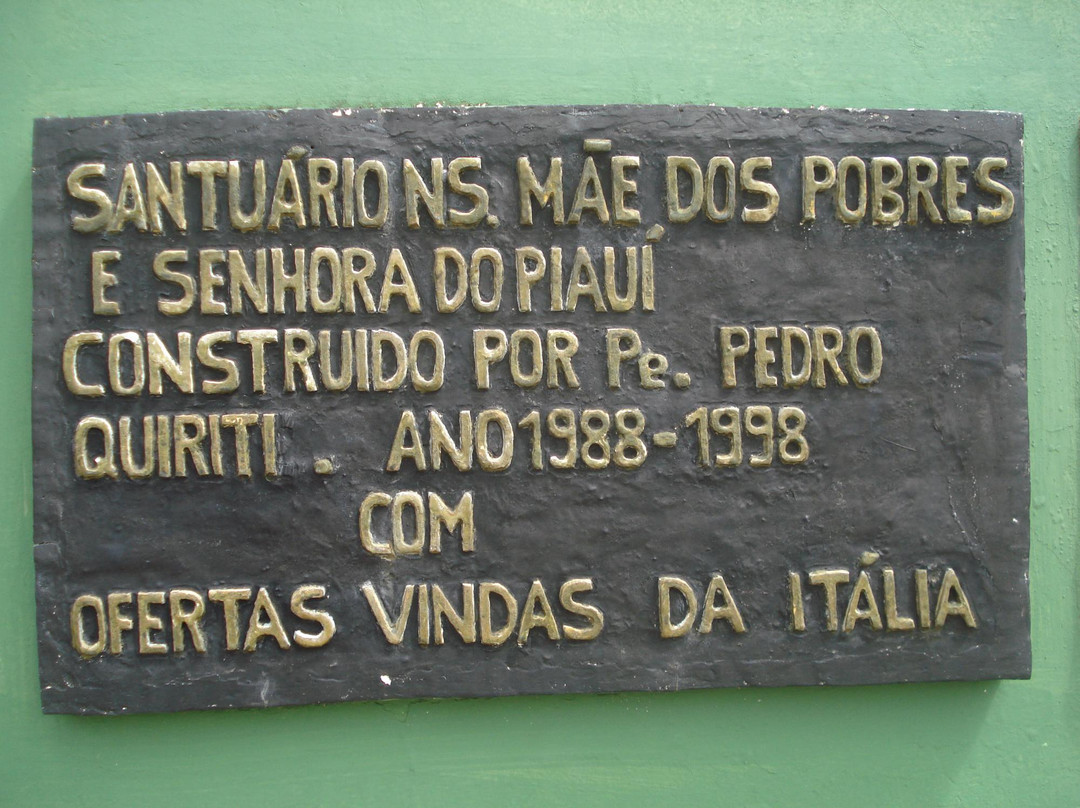 SANTUÁRIO NS. MÃE DOS POBRES
E SENHORA DO PIAUÍ
CONSTRUIDO POR Pe. PEDRO
QUIRITI. ANO 1988-1998
COM
OFERTAS VINDAS DA ITÁLIA